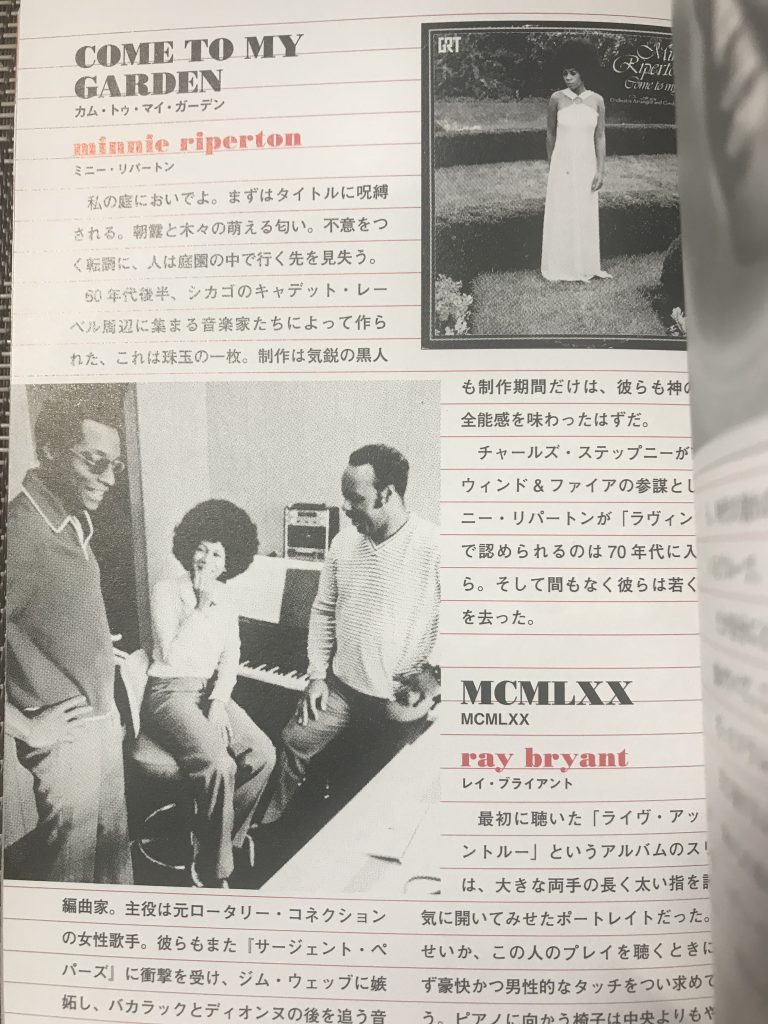 COME TO MY
GARDEN
カム・トゥ・マイ・ガーデン
minnie riperton
ミニー・リパートン
私の庭においでよ。まずはタイトルに呪縛
される。朝露と木々の萌える匂い。不意をつ
く転調に、人は庭園の中で行く先を見失う。
60年代後半、シカゴのキャデット・レー
ベル周辺に集まる音楽家たちによって作ら
れた、これは珠玉の一枚。制作は気鋭の黒人
GRT
Riperto
Come to my
編曲家。主役は元ロータリー・コネクション
の女性歌手。彼らもまた『サージェント・ペ
パーズ』に衝撃を受け、ジム・ウェッブに嫉
妬し、バカラックとディオンヌの後を追う音
も制作期間だけは、彼らも神の
全能感を味わったはずだ。
チャールズ・ステップニーが
ウィンド&ファイアの参謀とし
ニー・リパートンが「ラヴィン
で認められるのは70年代に入
ら。そして間もなく彼らは若く
を去った。
MCMLXX
MCMLXX
ray bryant
レイ・ブライアント
最初に聴いた「ライヴ・アッ
ントルー」というアルバムのスリ
は、大きな両手の長く太い指を
気に開いてみせたポートレイトだった。
せいか、この人のプレイを聴くときに
ず豪快かつ男性的なタッチをつい求めて
う。ピアノに向かう椅子は中央よりもや